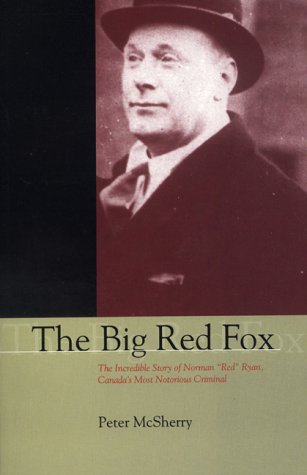 The Big Red Fox
The Incredible Story of Norman "Red" Ryan,
Canada's Most Notorious Criminal
Peter McSherry